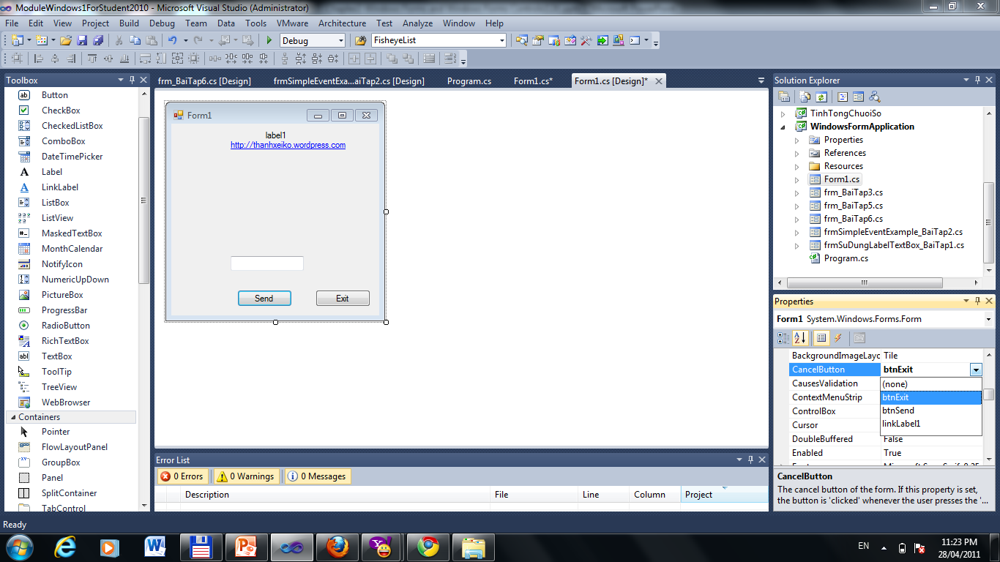 ModuleWindows1ForStudent2010 - Microsoft Visual Studio (Administrator)
File Edit View Project Build Debug Team Data Tools VMware Architecture Test Analyze Window Help
Debug FisheyeList
Toolbox
Button
CheckBox
CheckedListBox
ComboBox
DateTimePicker
Label
LinkLabel
ListBox
ListView
MaskedTextBox
MonthCalendar
NotifyIcon
NumericUpDown
PictureBox
ProgressBar
RadioButton
RichTextBox
TextBox
ToolTip
TreeView
WebBrowser
Containers
Pointer
FlowLayoutPanel
GroupBox
Panel
SplitContainer
TabControl
frm_BaiTap6.cs [Design] frmSimpleEventExa...aiTap2.cs [Design] Program.cs Form1.cs* Form1.cs [Design]*
Form1
label1
http://thanhxeiko.wordpress.com
Send Exit
Error List
0 Errors 0 Warnings 0 Messages
Description File Line Column Project
Solution Explorer
TinhTongChuoiSo
WindowsFormApplication
Properties
References
Resources
Form1.cs
frm_BaiTap3.cs
frm_BaiTap5.cs
frm_BaiTap6.cs
frmSimpleEventExample_BaiTap2.cs
frmSuDungLabelTextBox_BaiTap1.cs
Program.cs
Properties
Form1 System.Windows.Forms.Form
BackgroundImageLayc Tile
CancelButton btnExit
CausesValidation (none)
ContextMenuStrip btnExit
ControlBox btnSend
Cursor linkLabel1
DoubleBuffered False
Enabled True
CancelButton
The cancel button of the form. If this property is set,
the button is 'clicked' whenever the user presses the '...
Ready
EN 11:23 PM
28/04/2011